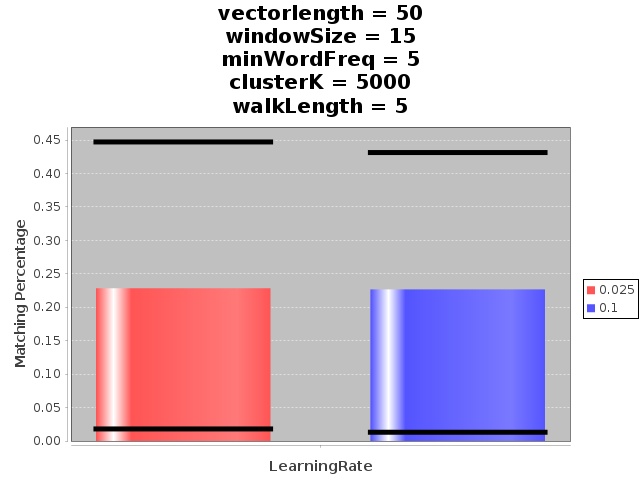 vectorlength = 50
windowSize = 15
minWordFreq = 5
clusterK = 5000
walkLength = 5
Matching Percentage
0.45
0.40
0.35
0.30
0.25
0.20
0.15
0.10
0.05
0.00
LearningRate
0.025
0.1